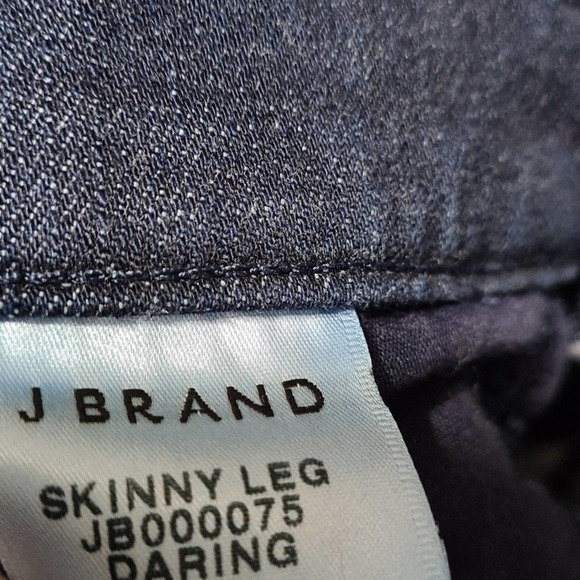 J BRAND
SKINNY LEG
JB000075
DARING